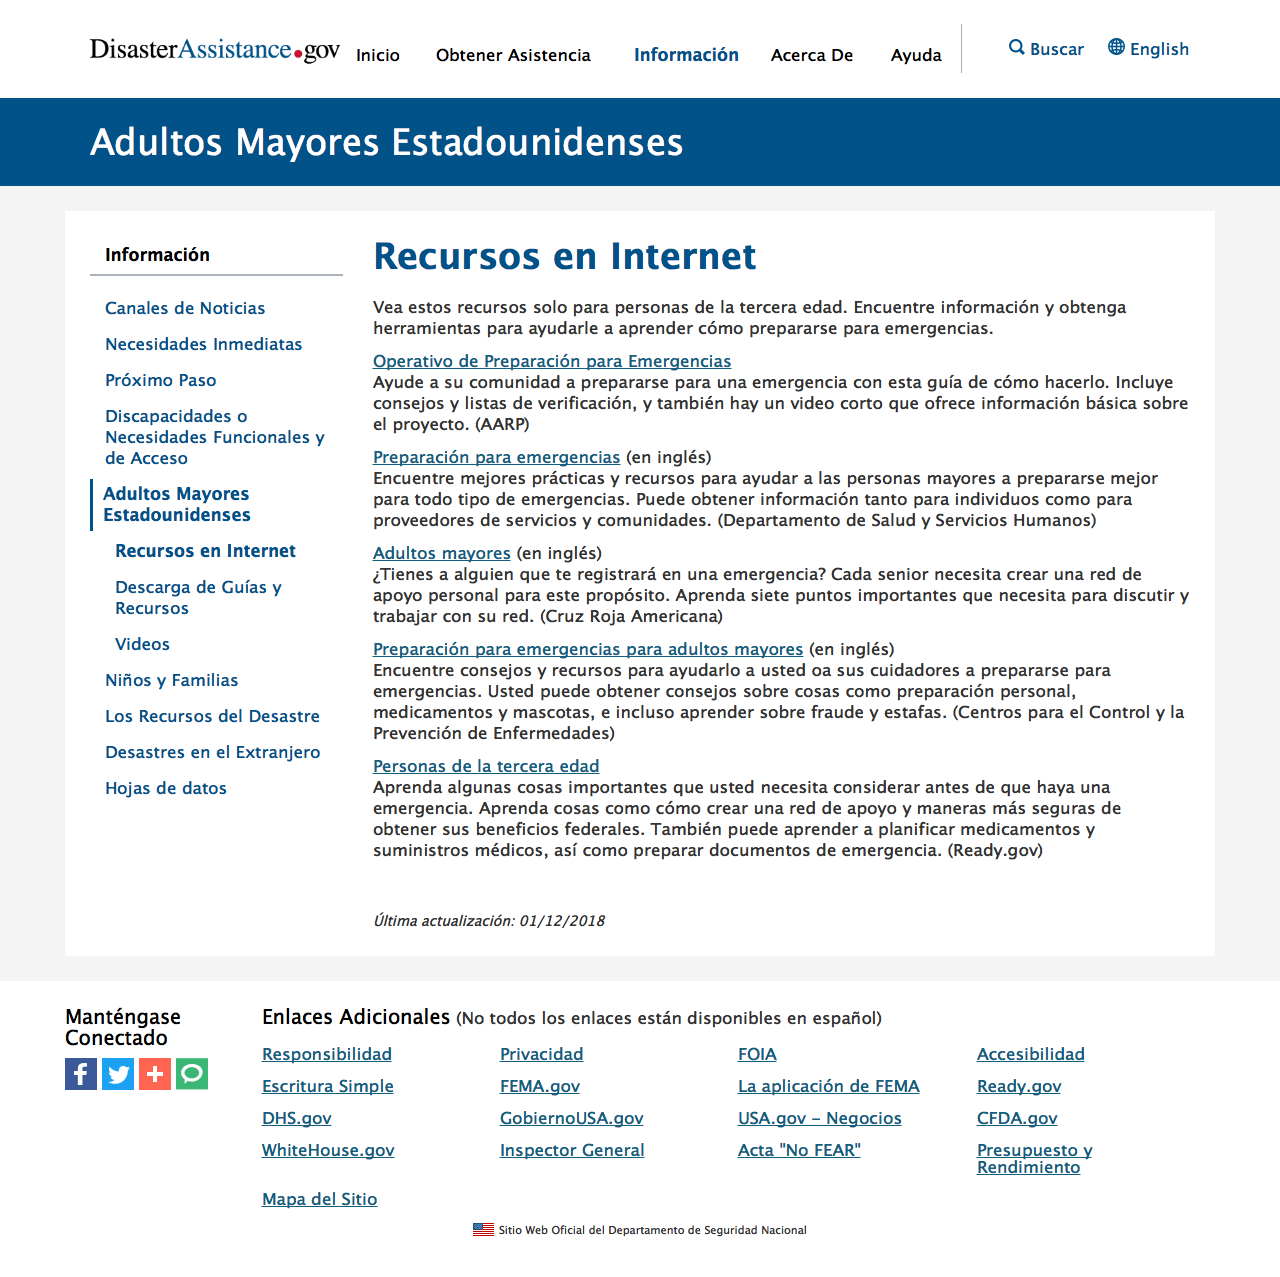 DisasterAssistance.gov
Inicio
Obtener Asistencia
Información
Acerca De
Ayuda
Buscar
English
Adultos Mayores Estadounidenses
Información
Canales de Noticias
Necesidades Inmediatas
Próximo Paso
Discapacidades o
Necesidades Funcionales y
de Acceso
Adultos Mayores
Estadounidenses
Recursos en Internet
Descarga de Guías y
Recursos
Videos
Niños y Familias
Los Recursos del Desastre
Desastres en el Extranjero
Hojas de datos
Recursos en Internet
Vea estos recursos solo para personas de la tercera edad. Encuentre información y obtenga
herramientas para ayudarle a aprender cómo prepararse para emergencias.
Operativo de Preparación para Emergencias
Ayude a su comunidad a prepararse para una emergencia con esta guía de cómo hacerlo. Incluye
consejos y listas de verificación, y también hay un video corto que ofrece información básica sobre
el proyecto. (AARP)
Preparación para emergencias (en inglés)
Encuentre mejores prácticas y recursos para ayudar a las personas mayores a prepararse mejor
para todo tipo de emergencias. Puede obtener información tanto para individuos como para
proveedores de servicios y comunidades. (Departamento de Salud y Servicios Humanos)
Adultos mayores (en inglés)
¿Tienes a alguien que te registrará en una emergencia? Cada senior necesita crear una red de
apoyo personal para este propósito. Aprenda siete puntos importantes que necesita para discutir y
trabajar con su red. (Cruz Roja Americana)
Preparación para emergencias para adultos mayores (en inglés)
Encuentre consejos y recursos para ayudarlo a usted oa sus cuidadores a prepararse para
emergencias. Usted puede obtener consejos sobre cosas como preparación personal,
medicamentos y mascotas, e incluso aprender sobre fraude y estafas. (Centros para el Control y la
Prevención de Enfermedades)
Personas de la tercera edad
Aprenda algunas cosas importantes que usted necesita considerar antes de que haya una
emergencia. Aprenda cosas como cómo crear una red de apoyo y maneras más seguras de
obtener sus beneficios federales. También puede aprender a planificar medicamentos y
suministros médicos, así como preparar documentos de emergencia. (Ready.gov)
Última actualización: 01/12/2018
Manténgase
Conectado
Enlaces Adicionales (No todos los enlaces están disponibles en español)
Responsibilidad
Privacidad
FOIA
Accesibilidad
Escritura Simple
FEMA.gov
La aplicación de FEMA
Ready.gov
DHS.gov
GobiernoUSA.gov
USA.gov – Negocios
CFDA.gov
WhiteHouse.gov
Inspector General
Acta "No FEAR"
Presupuesto y
Rendimiento
Mapa del Sitio
Sitio Web Oficial del Departamento de Seguridad Nacional